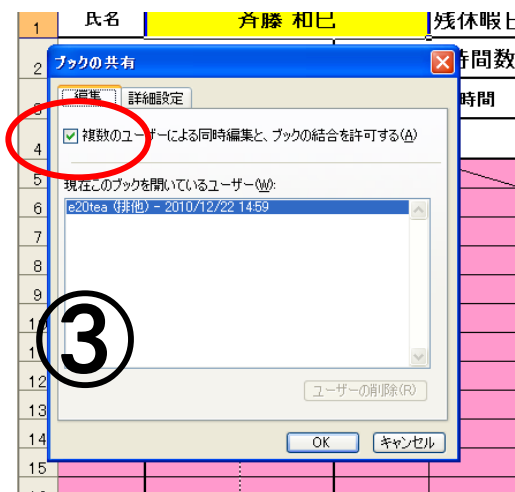 1 氏名 斉藤 和巳 残休暇日
2 ブックの共有 時間数
3 編集 詳細設定 時間
4 複数のユーザーによる同時編集と、ブックの結合を許可する(A)
5 現在このブックを開いているユーザー(W):
6 e20tea (排他) - 2010/12/22 14:59
7
8
9
③
12 ユーザーの削除(R)
13
14 OK キャンセル
15